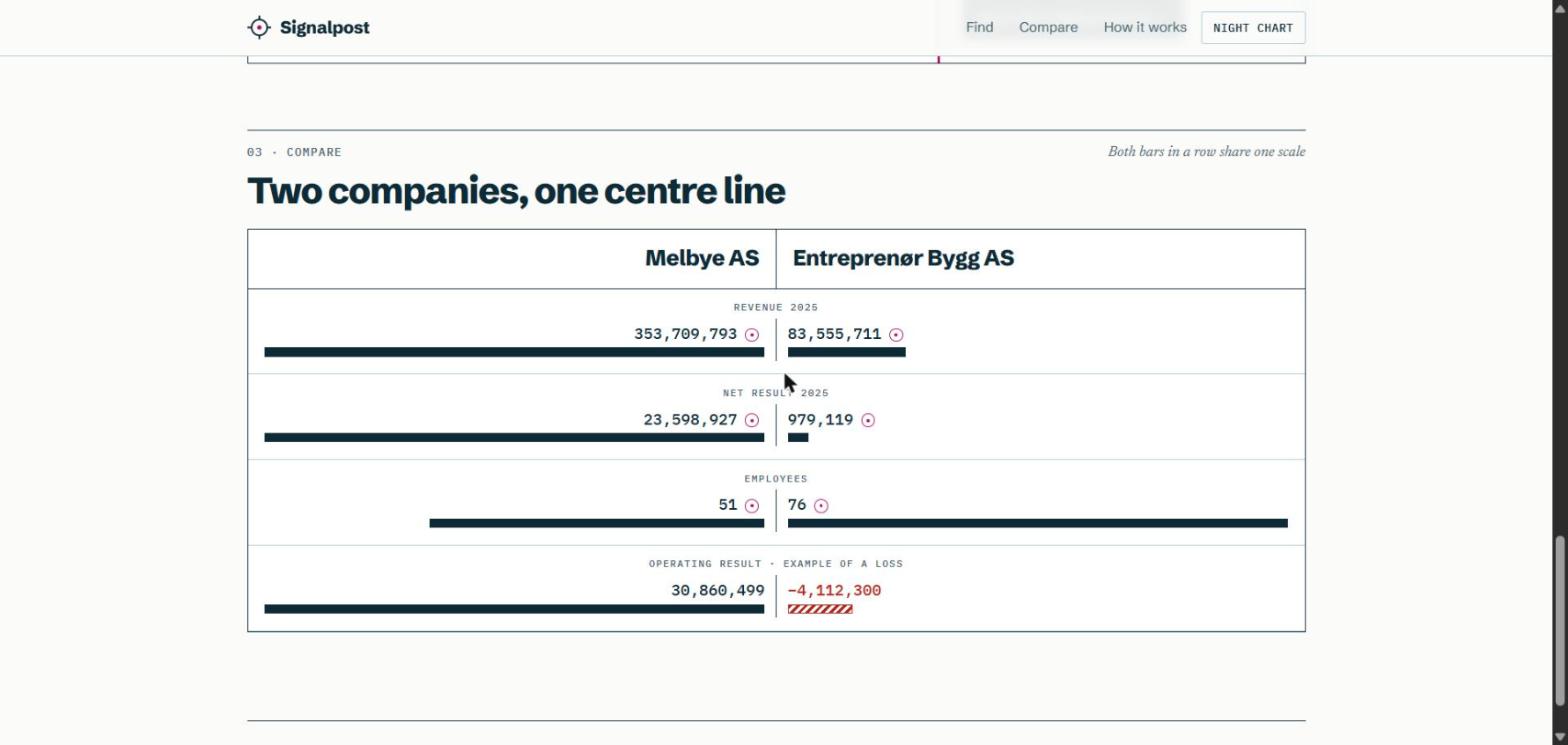 Signalpost
Find Compare How it works NIGHT CHART
03 · COMPARE
Both bars in a row share one scale
Two companies, one centre line
Melbye AS Entreprenør Bygg AS
REVENUE 2025
353,709,793 83,555,711
NET RESULT 2025
23,598,927 979,119
EMPLOYEES
51 76
OPERATING RESULT · EXAMPLE OF A LOSS
30,860,499 −4,112,300